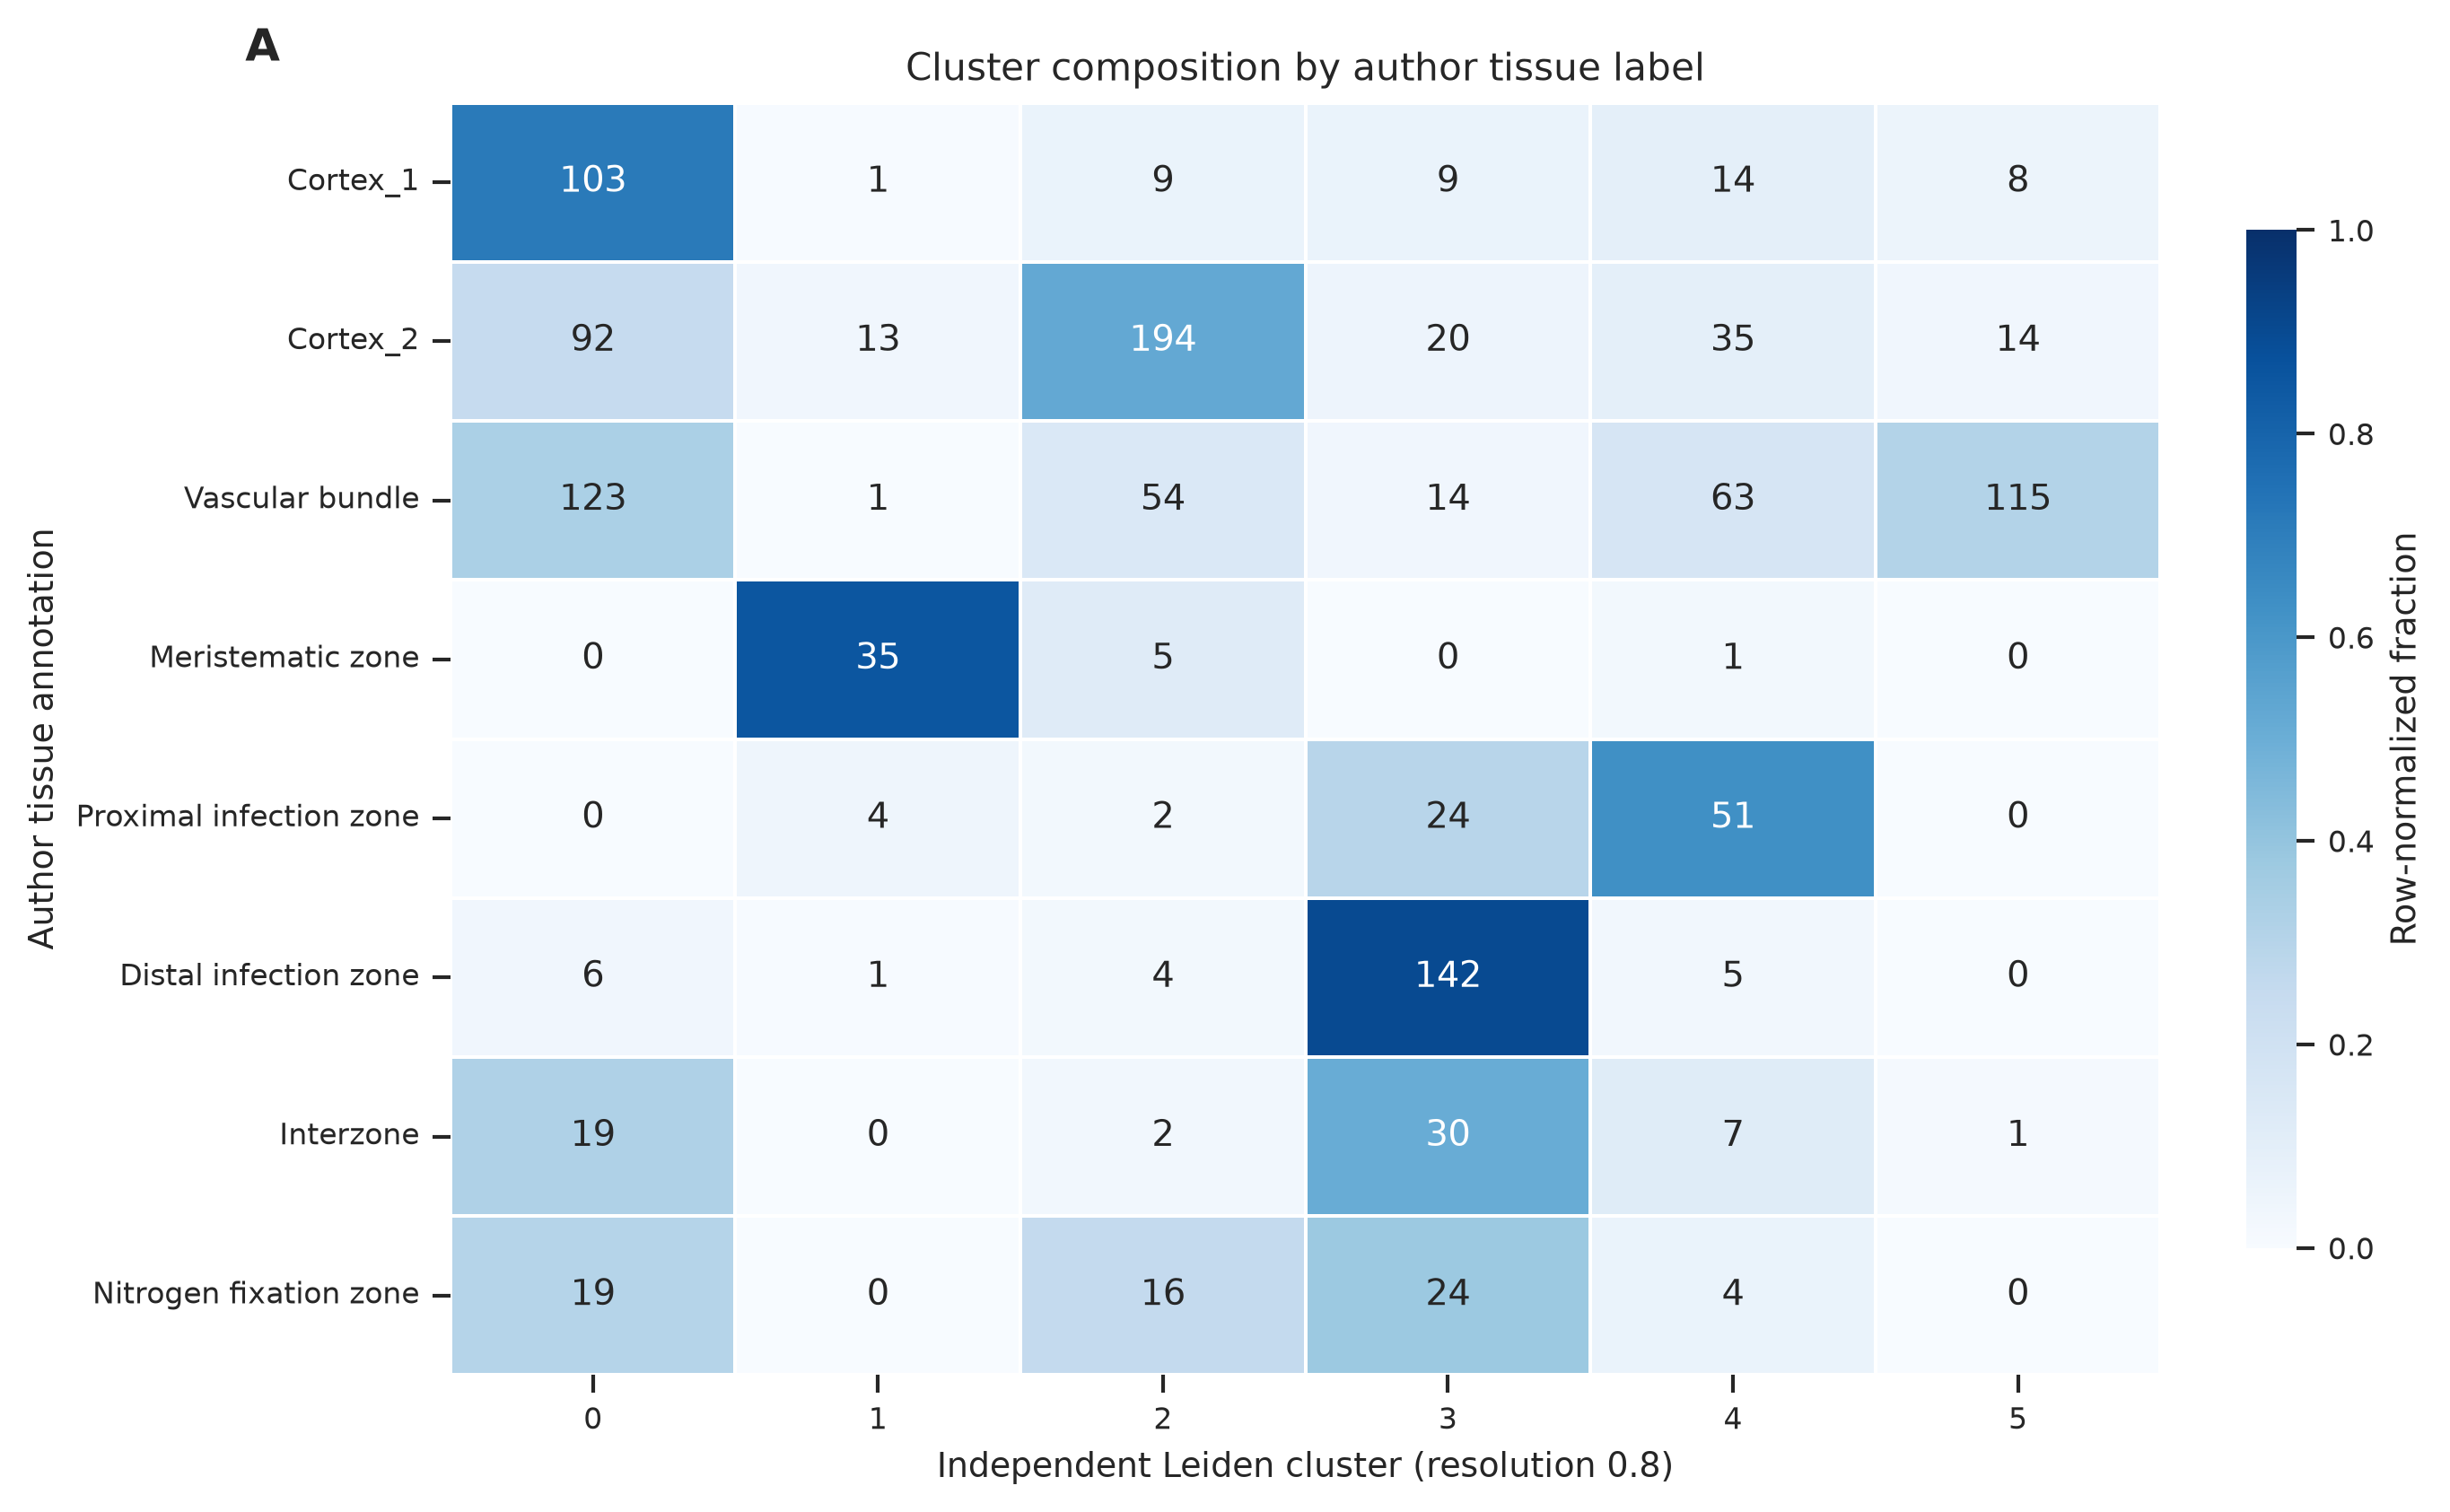 A
Cluster composition by author tissue label
Author tissue annotation
Cortex_1 103 1 9 9 14 8
Cortex_2 92 13 194 20 35 14
Vascular bundle 123 1 54 14 63 115
Meristematic zone 0 35 5 0 1 0
Proximal infection zone 0 4 2 24 51 0
Distal infection zone 6 1 4 142 5 0
Interzone 19 0 2 30 7 1
Nitrogen fixation zone 19 0 16 24 4 0
0 1 2 3 4 5
Independent Leiden cluster (resolution 0.8)
1.0
0.8
0.6
0.4
0.2
0.0
Row-normalized fraction